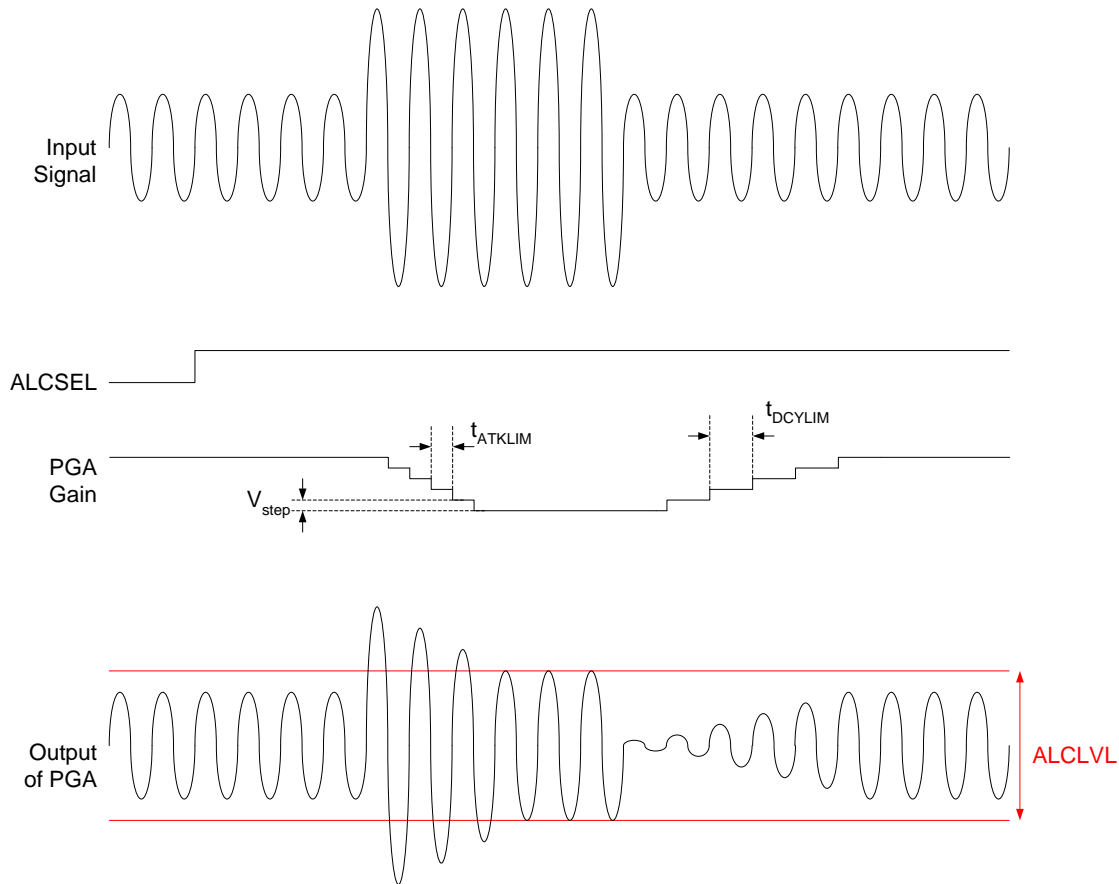 Input
Signal
ALCSEL
tATKLIM
tDCYLIM
PGA
Gain
Vstep
Output
of PGA
ALCLVL